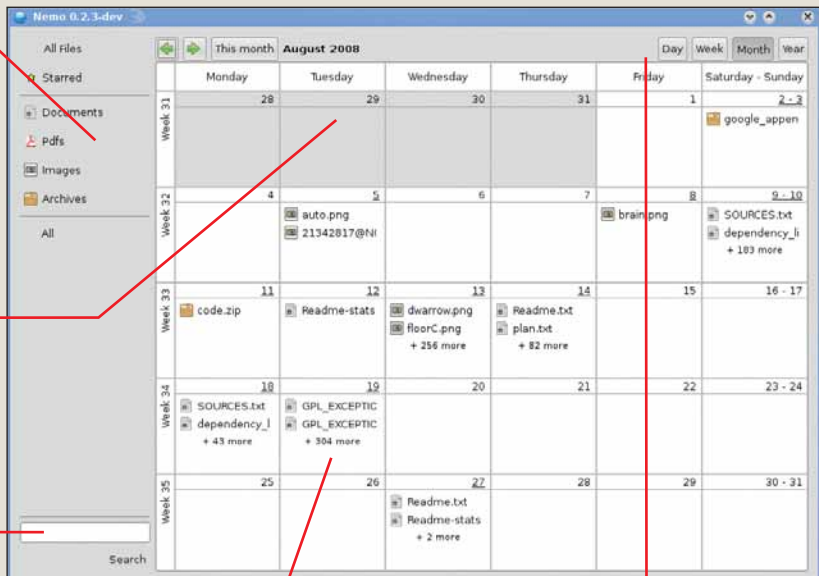 Nemo 0.2.3-dev
All Files
Starred
Documents
Pdfs
Images
Archives
All
Search
This month August 2008 Day Week Month Year
Monday Tuesday Wednesday Thursday Friday Saturday - Sunday
Week 31 28 29 30 31 1 2 - 3
google_appen
Week 32 4 5 6 7 8 9 - 10
auto.png brain.png SOURCES.txt
21342817@N( dependency_li
+ 183 more
Week 33 11 12 13 14 15 16 - 17
code.zip Readme-stats dwarrow.png Readme.txt
floorC.png plan.txt
+ 256 more + 82 more
Week 34 18 19 20 21 22 23 - 24
SOURCES.txt GPL_EXCEPTIC
dependency_l GPL_EXCEPTIC
+ 43 more + 304 more
Week 35 25 26 27 28 29 30 - 31
Readme.txt
Readme-stats
+ 2 more